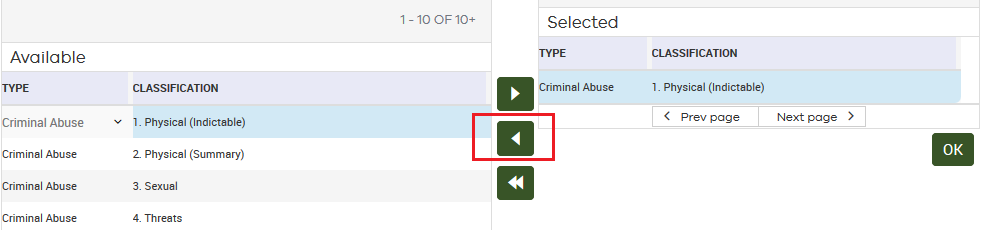 1 - 10 OF 10+
Available
TYPE CLASSIFICATION
Criminal Abuse 1. Physical (Indictable)
Criminal Abuse 2. Physical (Summary)
Criminal Abuse 3. Sexual
Criminal Abuse 4. Threats
Selected
TYPE CLASSIFICATION
Criminal Abuse 1. Physical (Indictable)
Prev page Next page
OK